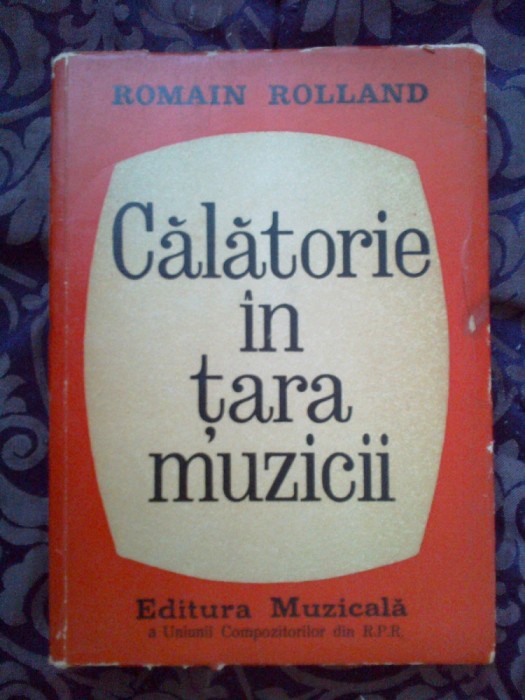 ROMAIN ROLLAND
Călătorie
în
țara
muzicii
Editura Muzicală
a Uniunii Compozitorilor din R.P.R.